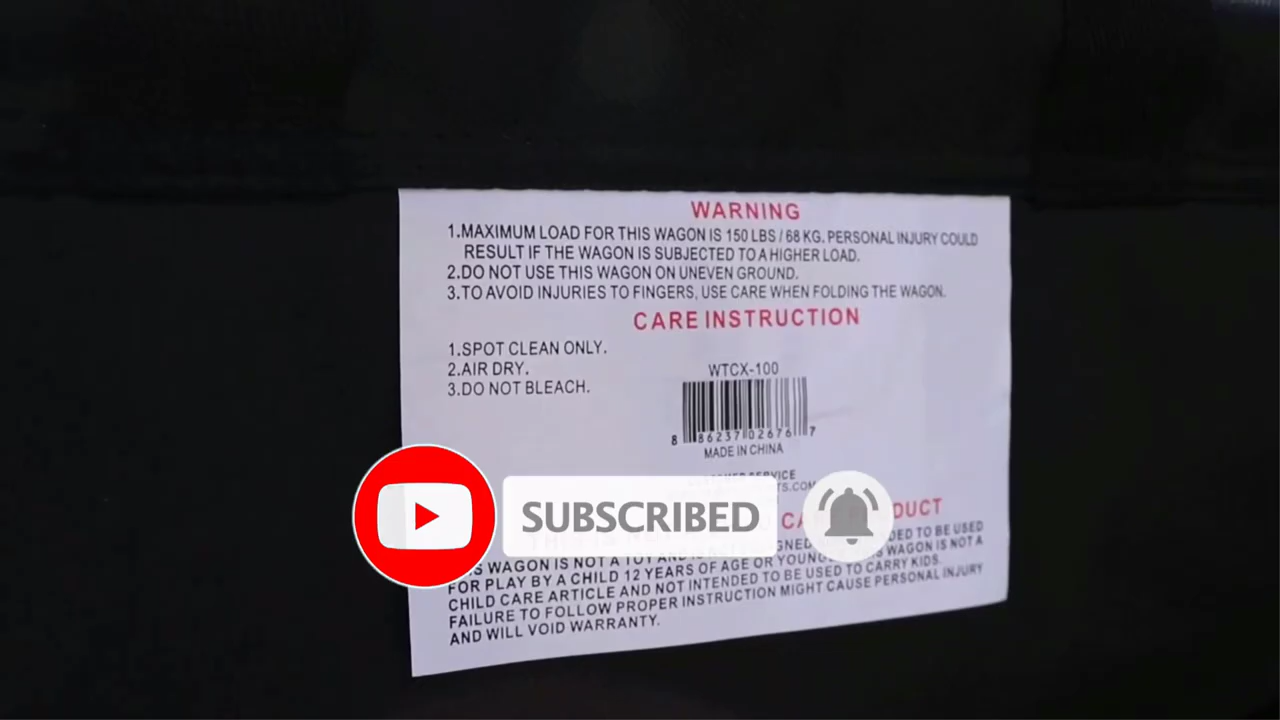 WARNING
1.MAXIMUM LOAD FOR THIS WAGON IS 150 LBS / 68 KG. PERSONAL INJURY COULD
RESULT IF THE WAGON IS SUBJECTED TO A HIGHER LOAD.
2.DO NOT USE THIS WAGON ON UNEVEN GROUND.
3.TO AVOID INJURIES TO FINGERS, USE CARE WHEN FOLDING THE WAGON.
CARE INSTRUCTION
1.SPOT CLEAN ONLY.
2.AIR DRY.
3.DO NOT BLEACH.
WTCX-100
8 86237 02676 7
MADE IN CHINA
SERVICE
SUBSCRIBED
TO BE USED
WAGON IS NOT A TOY AND OF AGE OR WAGON IS NOT A
FOR PLAY BY A CHILD 12 YEARS
CHILD CARE ARTICLE AND NOT INTENDED TO BE USED TO CARRY KIDS.
FAILURE TO FOLLOW PROPER INSTRUCTION MIGHT CAUSE PERSONAL INJURY
AND WILL VOID WARRANTY.